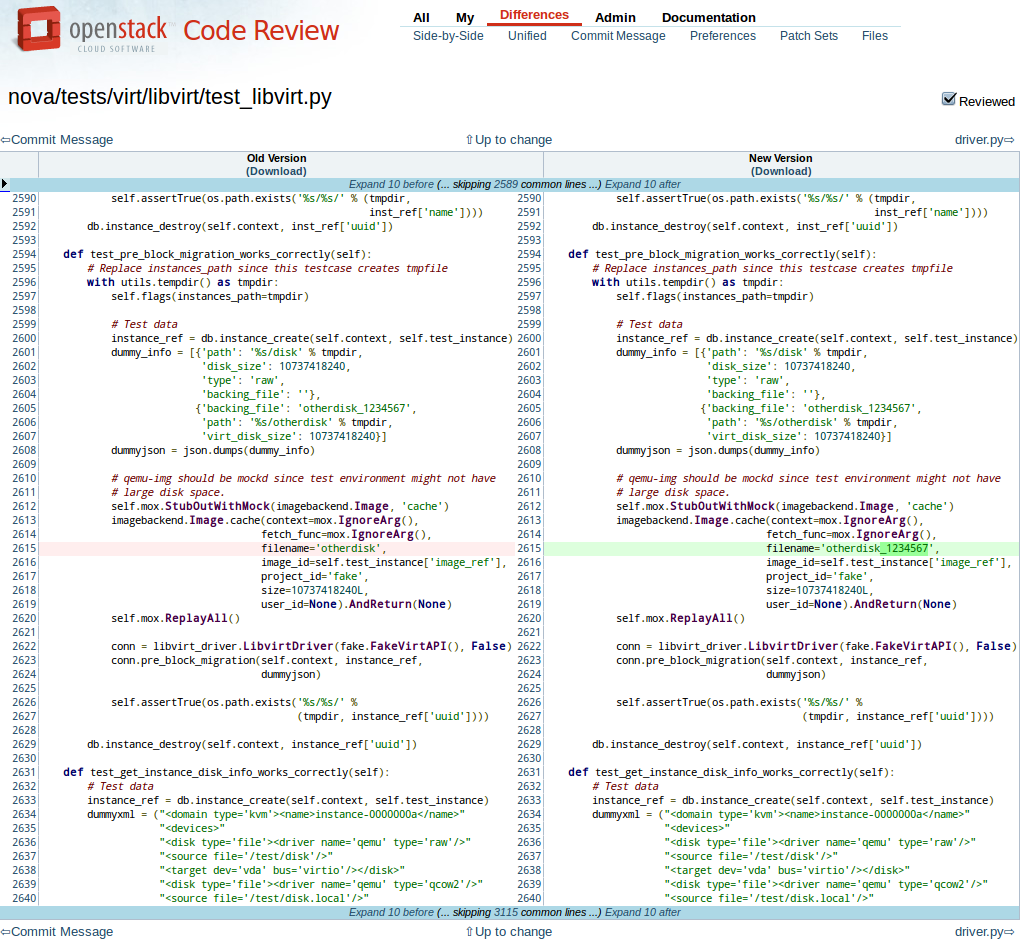 openstack™
CLOUD SOFTWARE
Code Review
All My Differences Admin Documentation
Side-by-Side Unified Commit Message Preferences Patch Sets Files
nova/tests/virt/libvirt/test_libvirt.py
Reviewed
⇦Commit Message ⇧Up to change driver.py⇨
Old Version New Version
(Download) (Download)
Expand 10 before (... skipping 2589 common lines ...) Expand 10 after
2590 self.assertTrue(os.path.exists('%s/%s/' % (tmpdir,
2591 inst_ref['name'])))
2592 db.instance_destroy(self.context, inst_ref['uuid'])
2593
2594 def test_pre_block_migration_works_correctly(self):
2595 # Replace instances_path since this testcase creates tmpfile
2596 with utils.tempdir() as tmpdir:
2597 self.flags(instances_path=tmpdir)
2598
2599 # Test data
2600 instance_ref = db.instance_create(self.context, self.test_instance)
2601 dummy_info = [{'path': '%s/disk' % tmpdir,
2602 'disk_size': 10737418240,
2603 'type': 'raw',
2604 'backing_file': ''},
2605 {'backing_file': 'otherdisk_1234567',
2606 'path': '%s/otherdisk' % tmpdir,
2607 'virt_disk_size': 10737418240}]
2608 dummyjson = json.dumps(dummy_info)
2609
2610 # qemu-img should be mockd since test environment might not have
2611 # large disk space.
2612 self.mox.StubOutWithMock(imagebackend.Image, 'cache')
2613 imagebackend.Image.cache(context=mox.IgnoreArg(),
2614 fetch_func=mox.IgnoreArg(),
2615 filename='otherdisk',
2616 image_id=self.test_instance['image_ref'],
2617 project_id='fake',
2618 size=10737418240L,
2619 user_id=None).AndReturn(None)
2620 self.mox.ReplayAll()
2621
2622 conn = libvirt_driver.LibvirtDriver(fake.FakeVirtAPI(), False)
2623 conn.pre_block_migration(self.context, instance_ref,
2624 dummyjson)
2625
2626 self.assertTrue(os.path.exists('%s/%s/' %
2627 (tmpdir, instance_ref['uuid'])))
2628
2629 db.instance_destroy(self.context, instance_ref['uuid'])
2630
2631 def test_get_instance_disk_info_works_correctly(self):
2632 # Test data
2633 instance_ref = db.instance_create(self.context, self.test_instance)
2634 dummyxml = ("<domain type='kvm'><name>instance-0000000a</name>"
2635 "<devices>"
2636 "<disk type='file'><driver name='qemu' type='raw'/>"
2637 "<source file='/test/disk'/>"
2638 "<target dev='vda' bus='virtio'/></disk>"
2639 "<disk type='file'><driver name='qemu' type='qcow2'/>"
2640 "<source file='/test/disk.local'/>"
2590 self.assertTrue(os.path.exists('%s/%s/' % (tmpdir,
2591 inst_ref['name'])))
2592 db.instance_destroy(self.context, inst_ref['uuid'])
2593
2594 def test_pre_block_migration_works_correctly(self):
2595 # Replace instances_path since this testcase creates tmpfile
2596 with utils.tempdir() as tmpdir:
2597 self.flags(instances_path=tmpdir)
2598
2599 # Test data
2600 instance_ref = db.instance_create(self.context, self.test_instance)
2601 dummy_info = [{'path': '%s/disk' % tmpdir,
2602 'disk_size': 10737418240,
2603 'type': 'raw',
2604 'backing_file': ''},
2605 {'backing_file': 'otherdisk_1234567',
2606 'path': '%s/otherdisk' % tmpdir,
2607 'virt_disk_size': 10737418240}]
2608 dummyjson = json.dumps(dummy_info)
2609
2610 # qemu-img should be mockd since test environment might not have
2611 # large disk space.
2612 self.mox.StubOutWithMock(imagebackend.Image, 'cache')
2613 imagebackend.Image.cache(context=mox.IgnoreArg(),
2614 fetch_func=mox.IgnoreArg(),
2615 filename='otherdisk_1234567',
2616 image_id=self.test_instance['image_ref'],
2617 project_id='fake',
2618 size=10737418240L,
2619 user_id=None).AndReturn(None)
2620 self.mox.ReplayAll()
2621
2622 conn = libvirt_driver.LibvirtDriver(fake.FakeVirtAPI(), False)
2623 conn.pre_block_migration(self.context, instance_ref,
2624 dummyjson)
2625
2626 self.assertTrue(os.path.exists('%s/%s/' %
2627 (tmpdir, instance_ref['uuid'])))
2628
2629 db.instance_destroy(self.context, instance_ref['uuid'])
2630
2631 def test_get_instance_disk_info_works_correctly(self):
2632 # Test data
2633 instance_ref = db.instance_create(self.context, self.test_instance)
2634 dummyxml = ("<domain type='kvm'><name>instance-0000000a</name>"
2635 "<devices>"
2636 "<disk type='file'><driver name='qemu' type='raw'/>"
2637 "<source file='/test/disk'/>"
2638 "<target dev='vda' bus='virtio'/></disk>"
2639 "<disk type='file'><driver name='qemu' type='qcow2'/>"
2640 "<source file='/test/disk.local'/>"
Expand 10 before (... skipping 3115 common lines ...) Expand 10 after
⇦Commit Message ⇧Up to change driver.py⇨